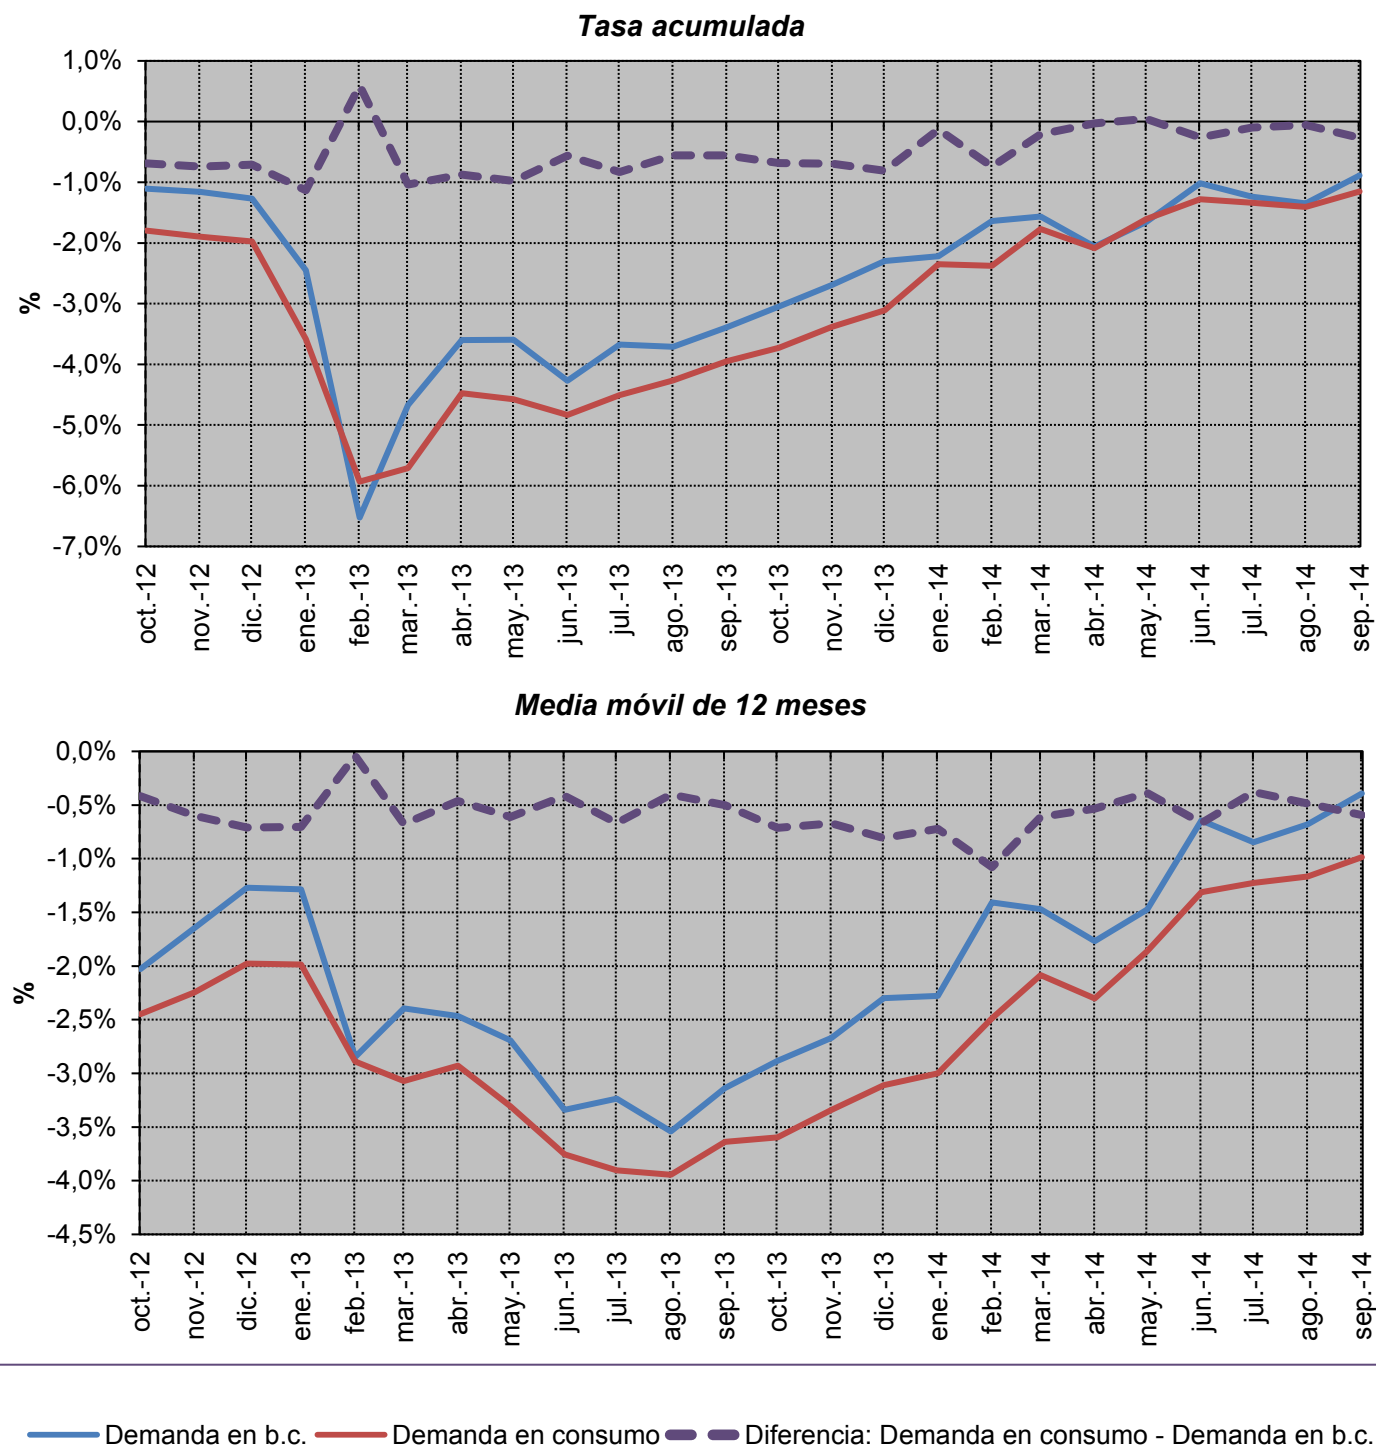 Tasa acumulada
1,0%
0,0%
-1,0%
-2,0%
-3,0%
-4,0%
-5,0%
-6,0%
-7,0%
%
oct.-12
nov.-12
dic.-12
ene.-13
feb.-13
mar.-13
abr.-13
may.-13
jun.-13
jul.-13
ago.-13
sep.-13
oct.-13
nov.-13
dic.-13
ene.-14
feb.-14
mar.-14
abr.-14
may.-14
jun.-14
jul.-14
ago.-14
sep.-14
Media móvil de 12 meses
0,0%
-0,5%
-1,0%
-1,5%
-2,0%
-2,5%
-3,0%
-3,5%
-4,0%
-4,5%
%
oct.-12
nov.-12
dic.-12
ene.-13
feb.-13
mar.-13
abr.-13
may.-13
jun.-13
jul.-13
ago.-13
sep.-13
oct.-13
nov.-13
dic.-13
ene.-14
feb.-14
mar.-14
abr.-14
may.-14
jun.-14
jul.-14
ago.-14
sep.-14
Demanda en b.c. Demanda en consumo Diferencia: Demanda en consumo - Demanda en b.c.